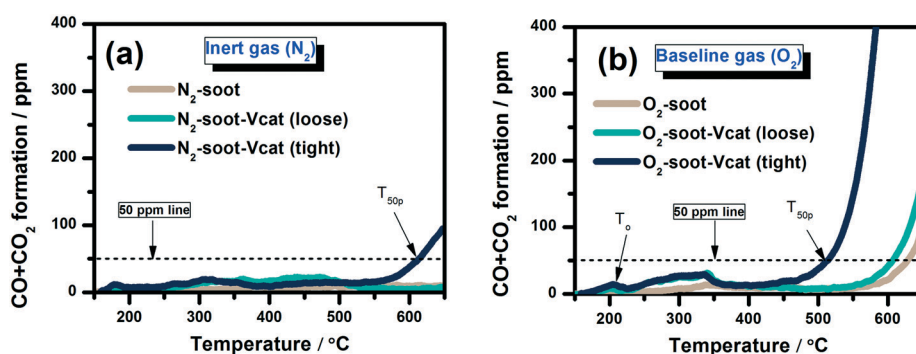 (a)
Inert gas (N₂)
N₂-soot
N₂-soot-Vcat (loose)
N₂-soot-Vcat (tight)
50 ppm line
T₅₀ₚ
CO+CO₂ formation / ppm
400
300
200
100
0
200 300 400 500 600
Temperature / °C
(b)
Baseline gas (O₂)
O₂-soot
O₂-soot-Vcat (loose)
O₂-soot-Vcat (tight)
Tₒ
50 ppm line
T₅₀ₚ
CO+CO₂ formation / ppm
400
300
200
100
0
200 300 400 500 600
Temperature / °C